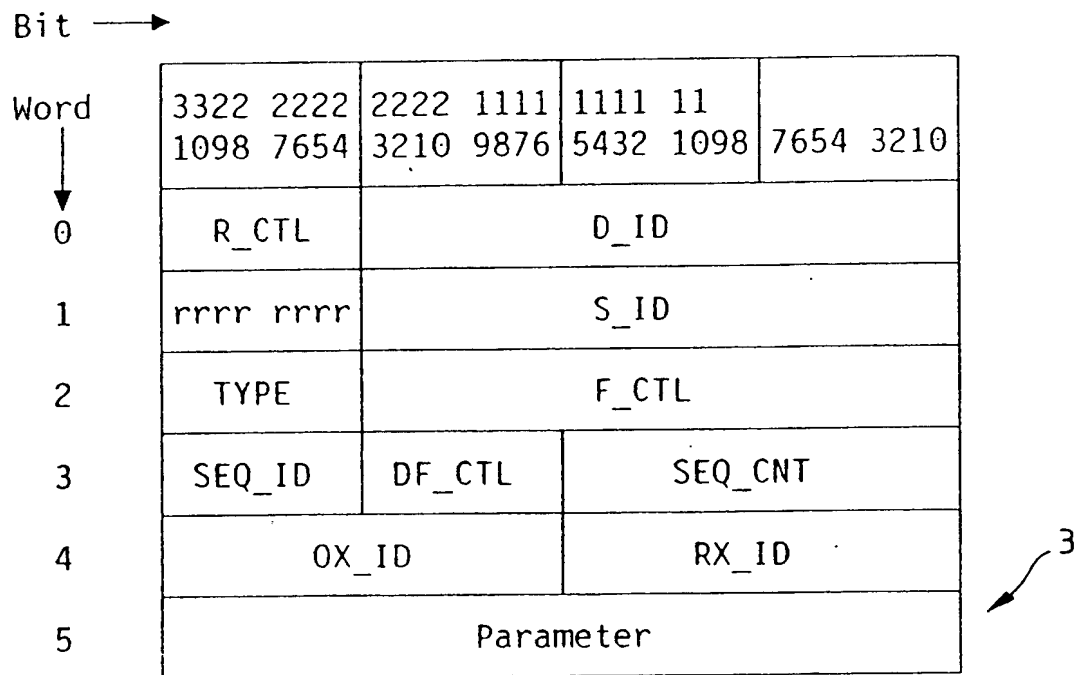 Bit
Word
3322 2222 2222 1111 1111 11
1098 7654 3210 9876 5432 1098 7654 3210
0 R_CTL D_ID
1 rrrr rrrr S_ID
2 TYPE F_CTL
3 SEQ_ID DF_CTL SEQ_CNT
4 OX_ID RX_ID
3
5 Parameter